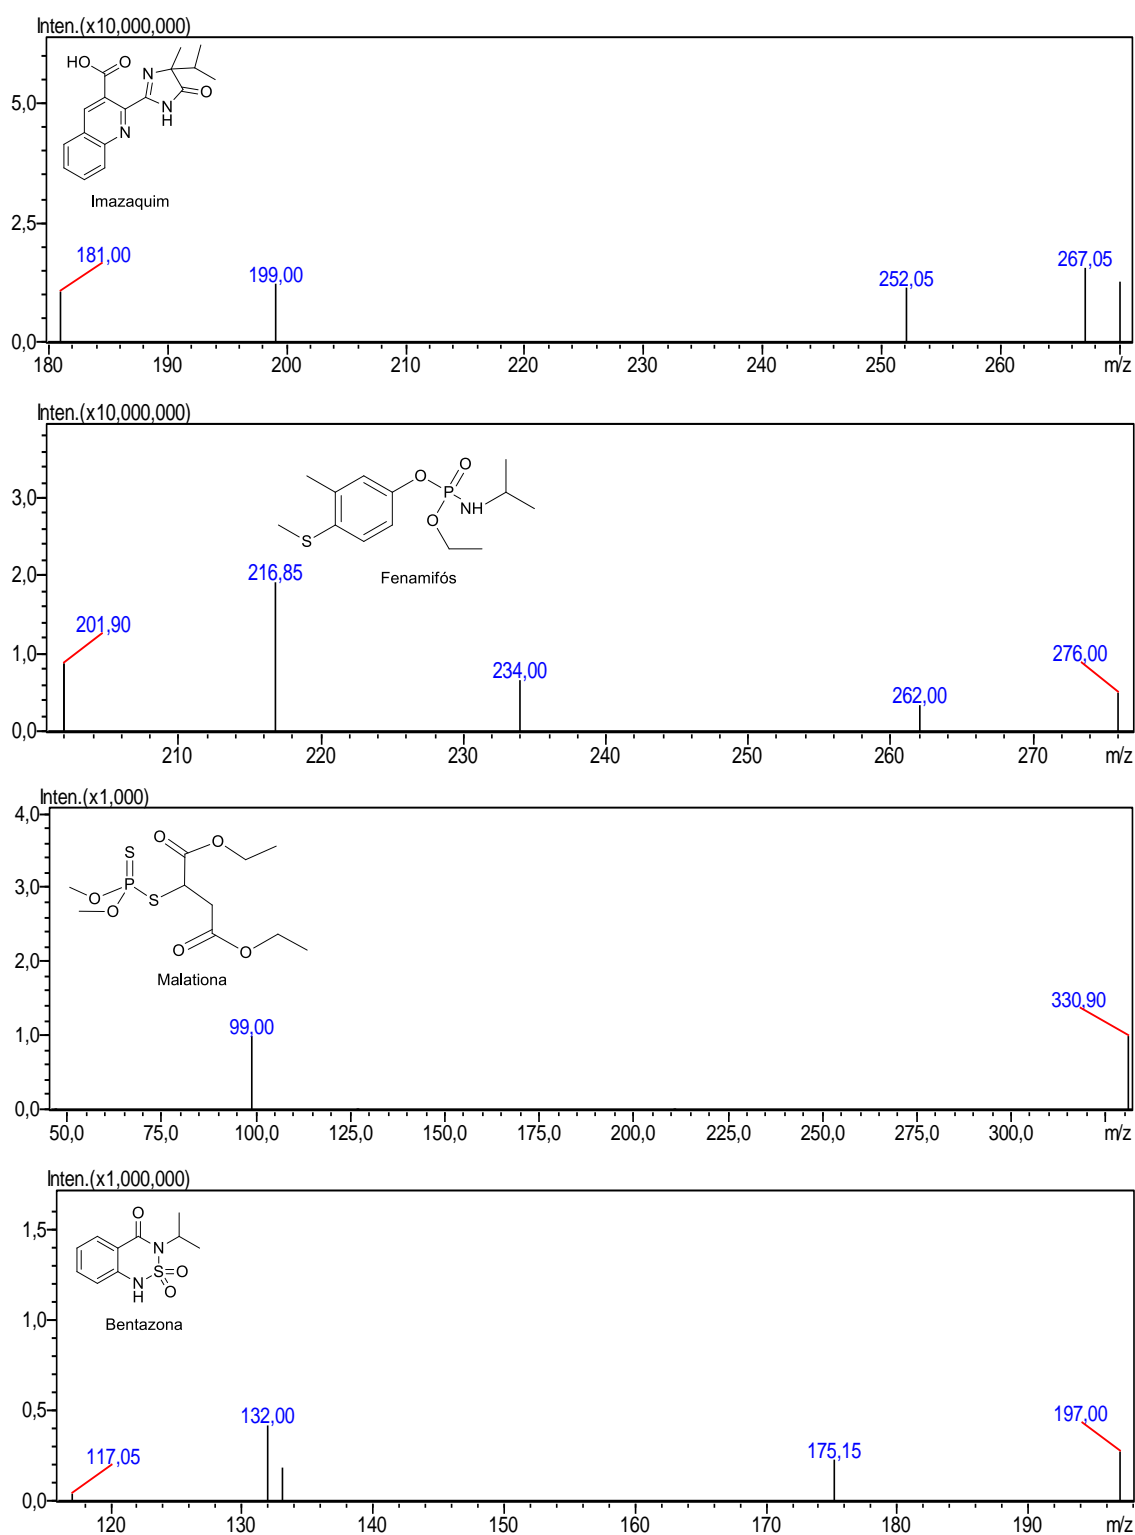 Inten.(x10,000,000)
5,0
2,5
0,0
HO
O
N
O
N
H
N
Imazaquim
181,00
199,00
252,05
267,05
180 190 200 210 220 230 240 250 260 m/z
Inten.(x10,000,000)
3,0
2,0
1,0
0,0
O
O
P
NH
O
S
Fenamifós
201,90
216,85
234,00
262,00
276,00
210 220 230 240 250 260 270 m/z
Inten.(x1,000)
4,0
3,0
2,0
1,0
0,0
O
O
S
P
O
S
O
O
O
Malationa
99,00
330,90
50,0 75,0 100,0 125,0 150,0 175,0 200,0 225,0 250,0 275,0 300,0 m/z
Inten.(x1,000,000)
1,5
1,0
0,5
0,0
O
N
S
O
N
H
O
Bentazona
117,05
132,00
175,15
197,00
120 130 140 150 160 170 180 190 m/z